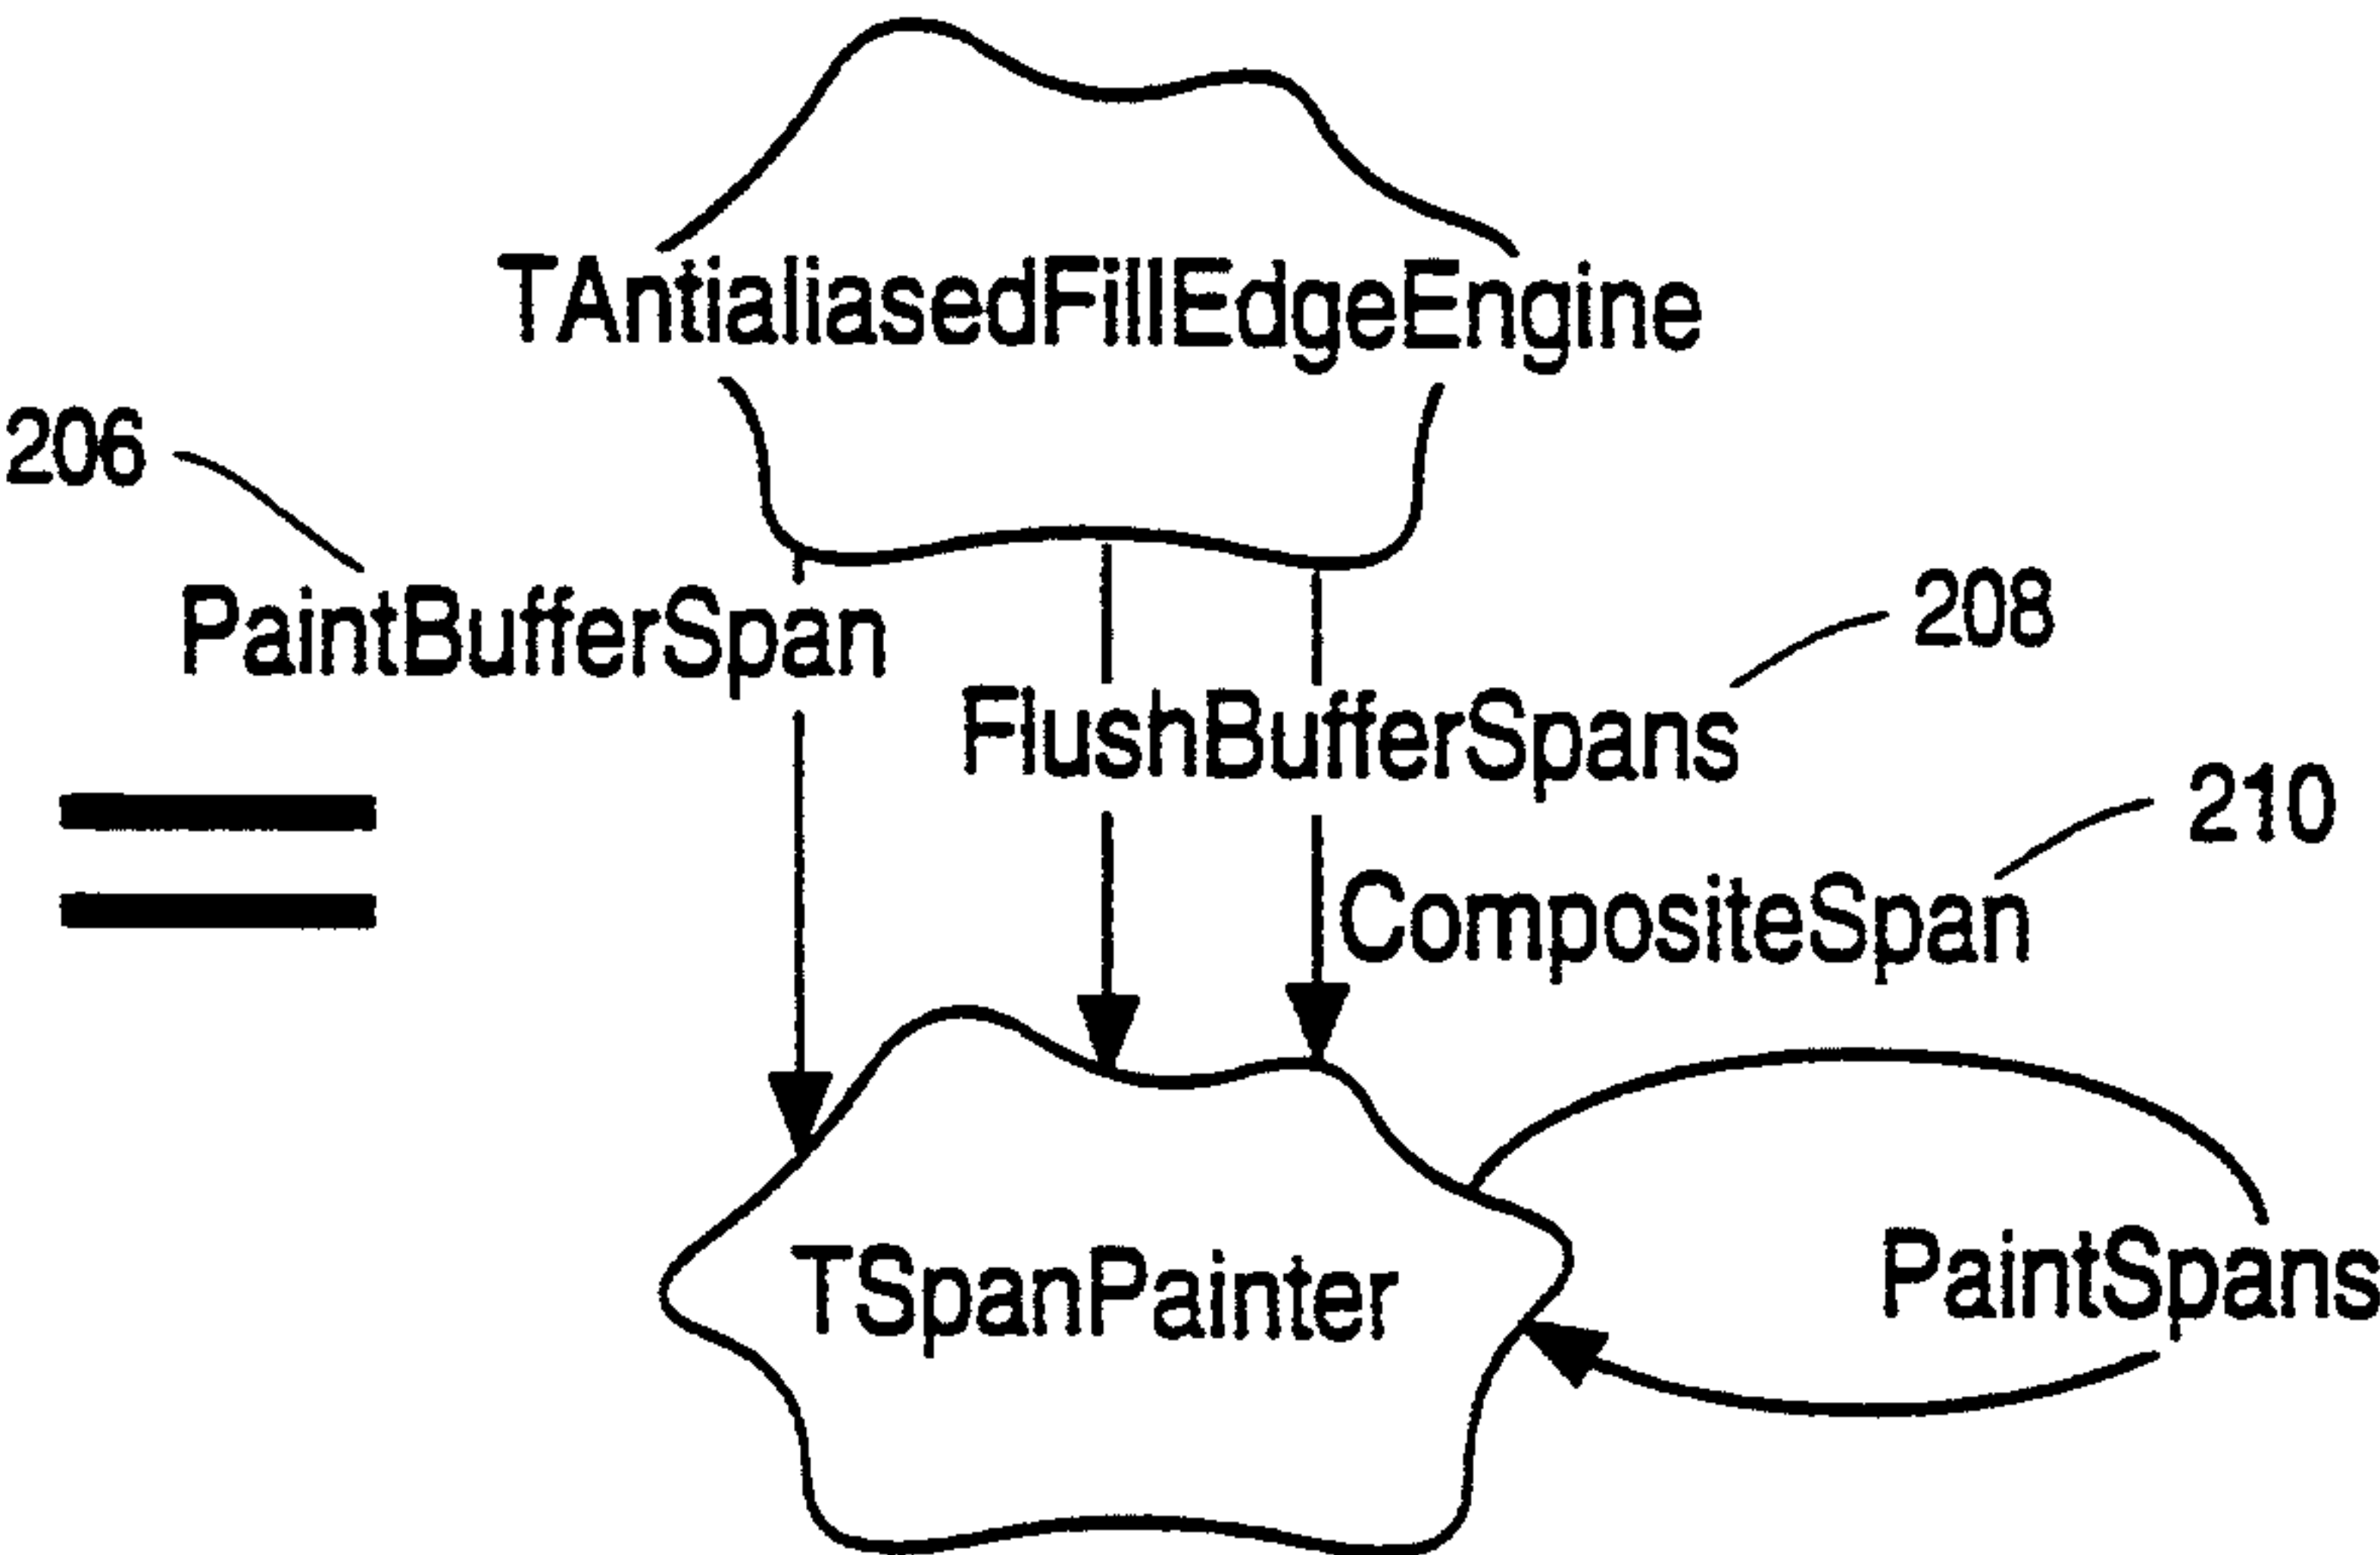 TAntialiasedFillEdgeEngine
206
PaintBufferSpan
208
FlushBufferSpans
210
CompositeSpan
TSpanPainter
PaintSpans